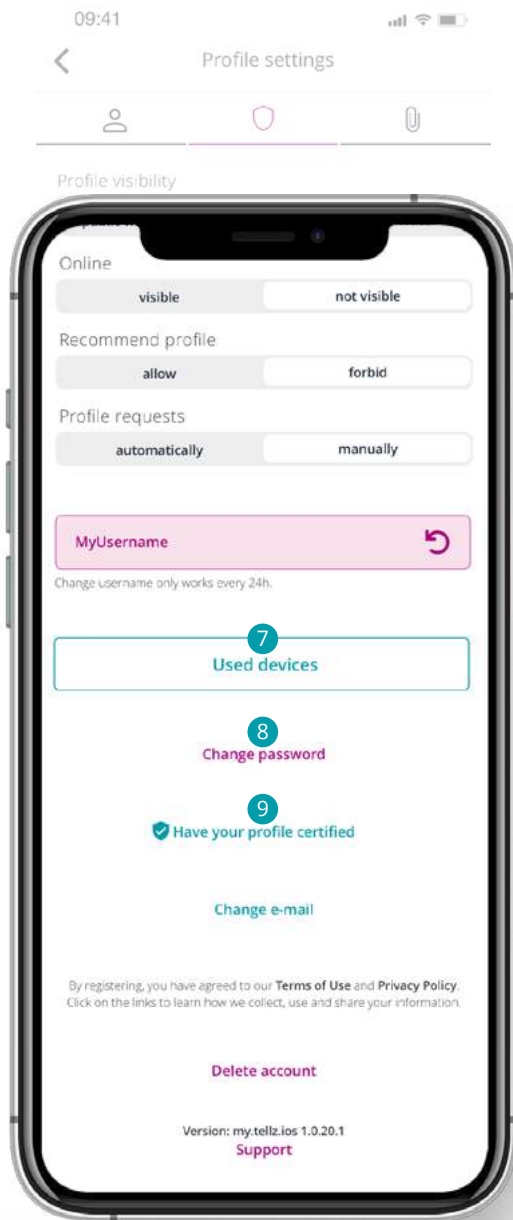 09:41
Profile settings
Profile visibility
Online
visible not visible
Recommend profile
allow forbid
Profile requests
automatically manually
MyUsername
Change username only works every 24h.
7
Used devices
8
Change password
9
Have your profile certified
Change e-mail
By registering, you have agreed to our Terms of Use and Privacy Policy.
Click on the links to learn how we collect, use and share your information.
Delete account
Version: my.tellz.ios 1.0.20.1
Support